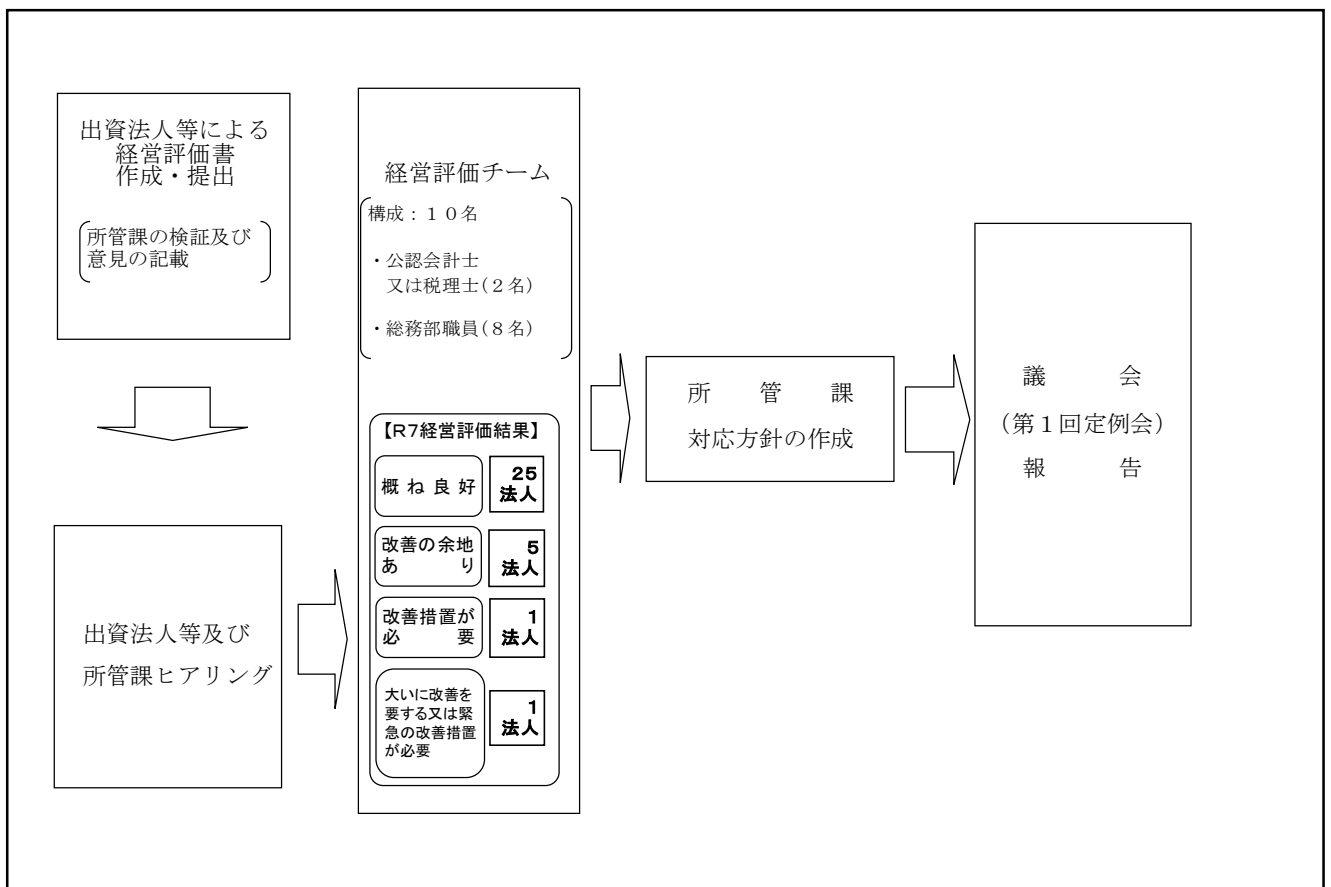 出資法人等による
経営評価書
作成・提出
所管課の検証及び
意見の記載
出資法人等及び
所管課ヒアリング
経営評価チーム
構成：１０名
・公認会計士
又は税理士(２名)
・総務部職員(８名)
【R7経営評価結果】
概ね良好
25
法人
改善の余地
あり
5
法人
改善措置が
必要
1
法人
大いに改善を
要する又は緊
急の改善措置
が必要
1
法人
所管課
対応方針の作成
議会
(第１回定例会)
報告